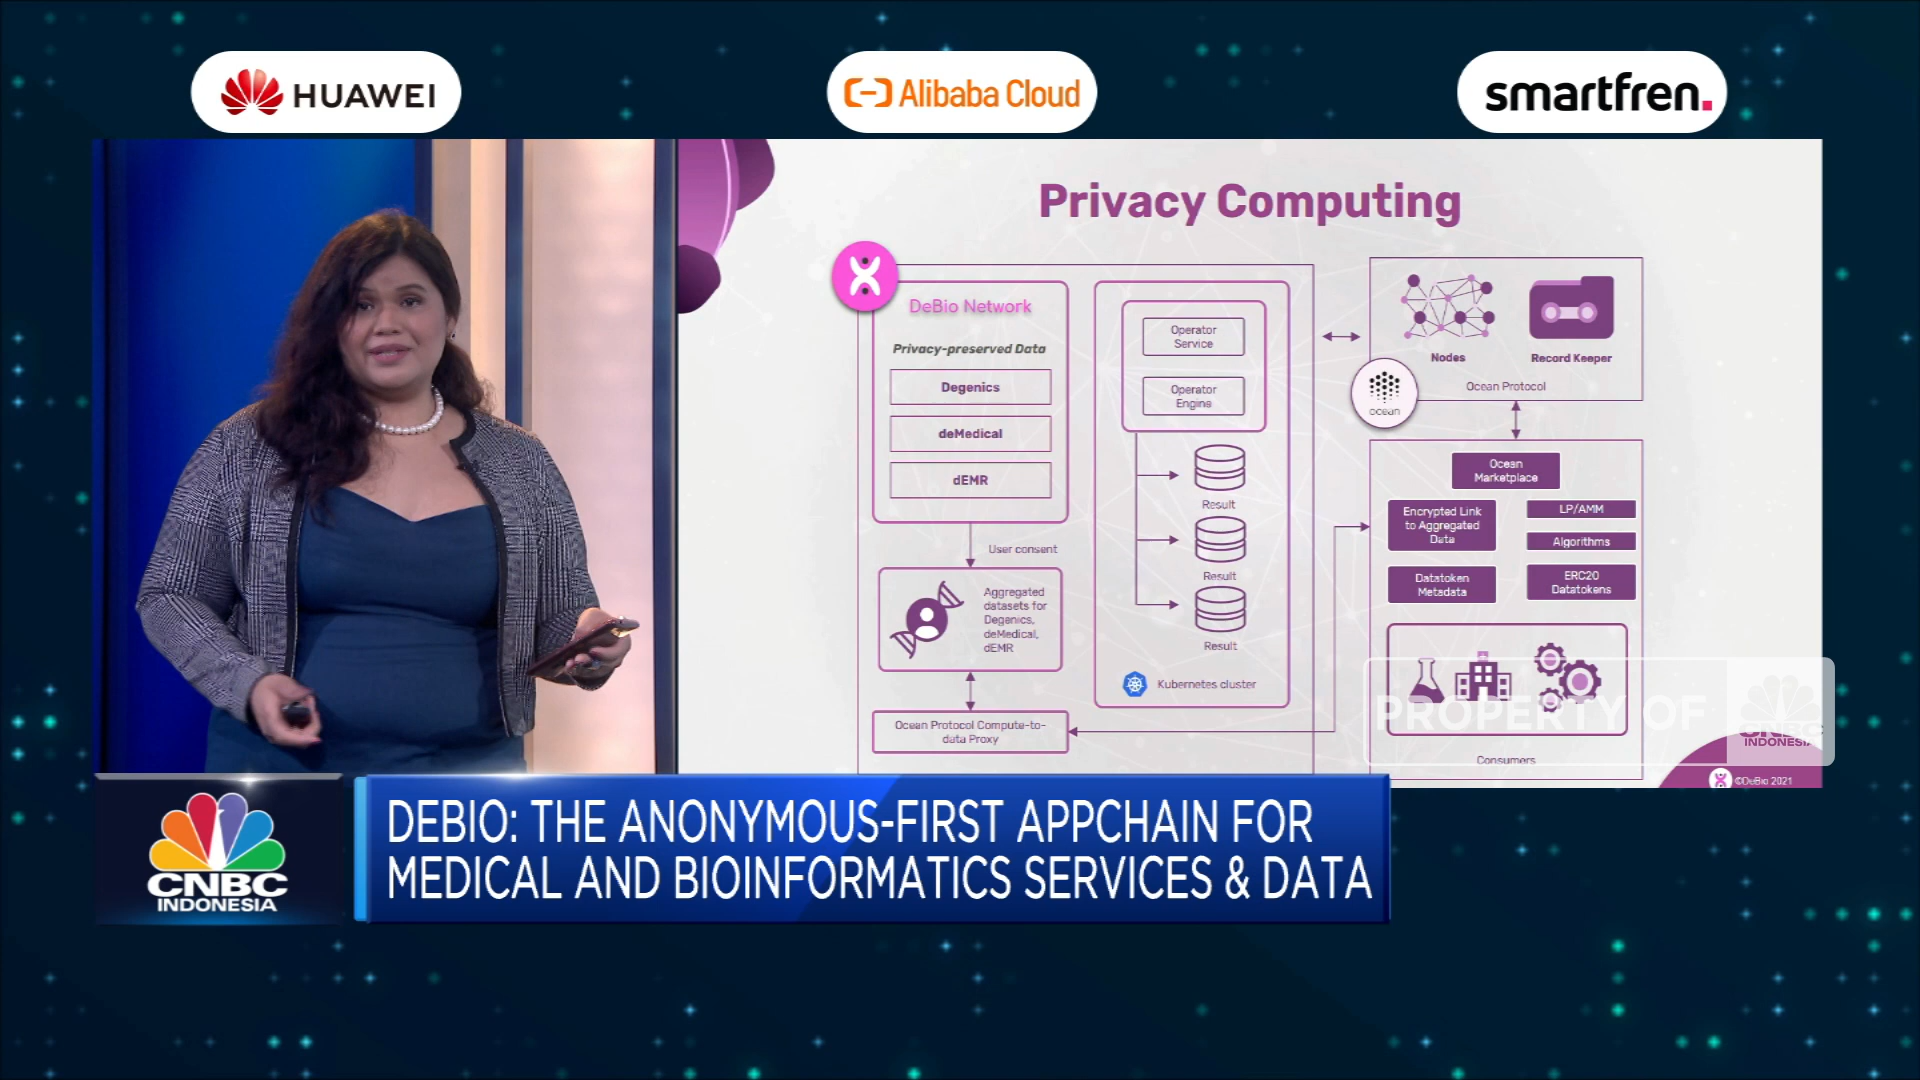 HUAWEI
Alibaba Cloud
smartfren.
Privacy Computing
DeBio Network
Privacy-preserved Data
Degenics
deMedical
dEMR
User consent
Aggregated
datasets for
Degenics,
deMedical,
dEMR
Ocean Protocol Compute-to-
data Proxy
Operator
Service
Operator
Engine
Result
Result
Result
Kubernetes cluster
Nodes
Record Keeper
Ocean Protocol
ocean
Ocean
Marketplace
Encrypted Link
to Aggregated
Data
LP/AMM
Algorithms
Datatoken
Metadata
ERC20
Datatokens
Consumers
PROPERTY OF
CNBC
INDONESIA
©DeBio 2021
CNBC
INDONESIA
DEBIO: THE ANONYMOUS-FIRST APPCHAIN FOR
MEDICAL AND BIOINFORMATICS SERVICES & DATA